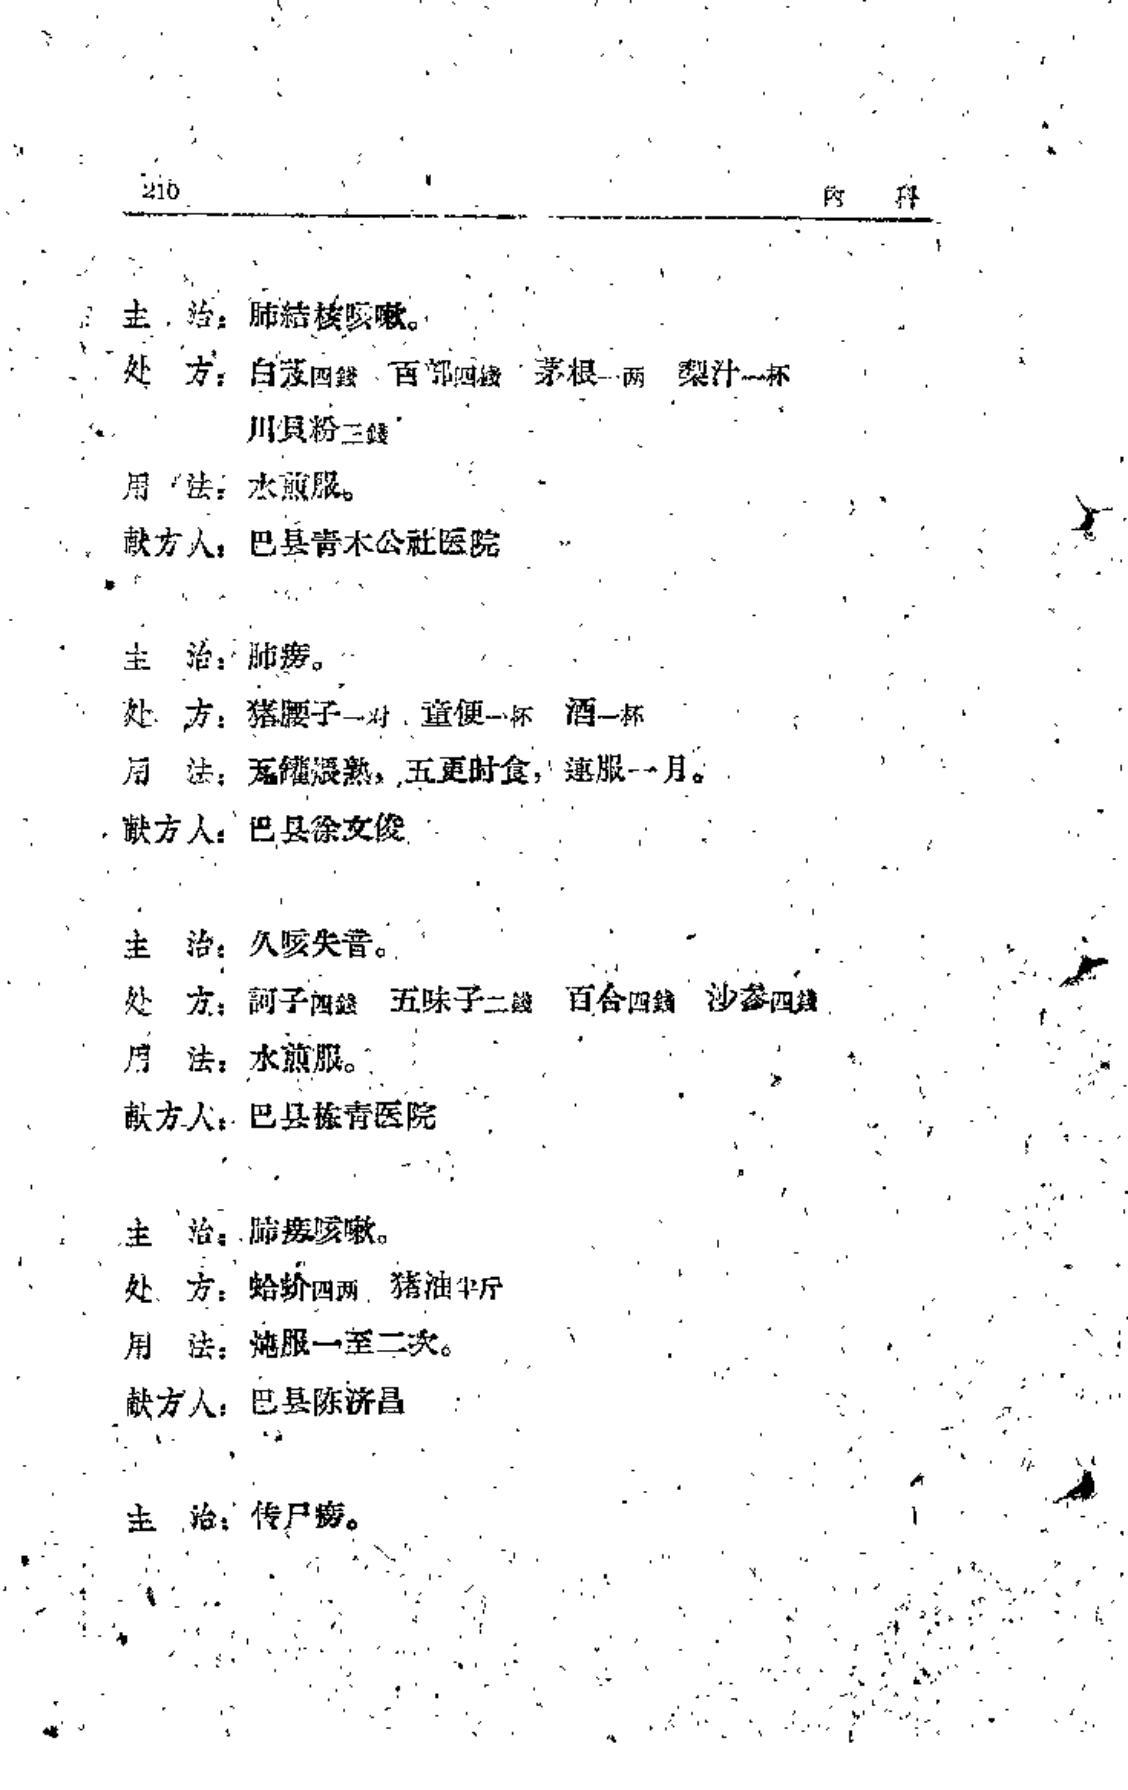 210
内 科
主 治：肺結核咳嗽。
处 方：白芨四錢 百部四錢 茅根一两 梨汁一杯
川貝粉三錢
用 法：水煎服。
献方人：巴县青木公社医院
主 治：肺痨。
处 方：猪腰子一对 童便一杯 酒一杯
用 法：瓦罐煨熟，五更时食，連服一月。
献方人：巴县徐文俊
主 治：久咳失音。
处 方：訶子四錢 五味子二錢 百合四錢 沙参四錢
用 法：水煎服。
献方人：巴县栋青医院
主 治：肺痿咳嗽。
处 方：蛤蚧四两 猪油半斤
用 法：炖服一至二次。
献方人：巴县陈济昌
主 治：传尸痨。